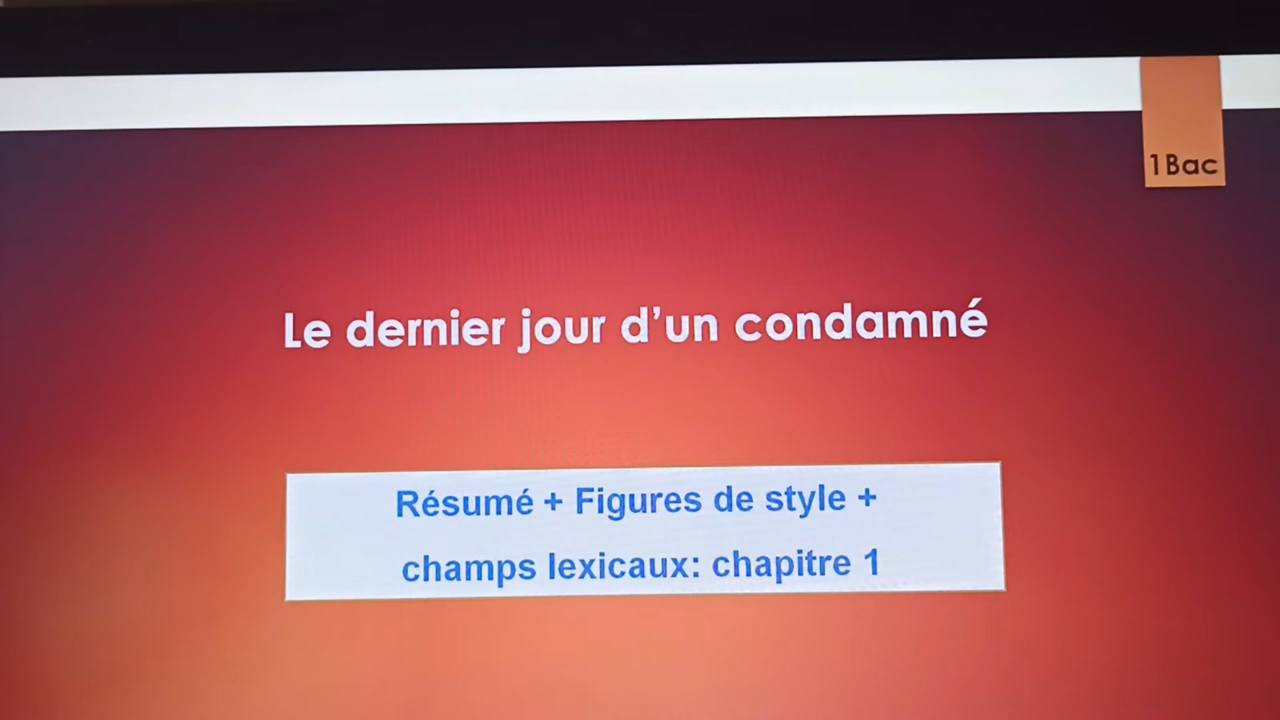 1Bac
Le dernier jour d’un condamné
Résumé + Figures de style +
champs lexicaux: chapitre 1